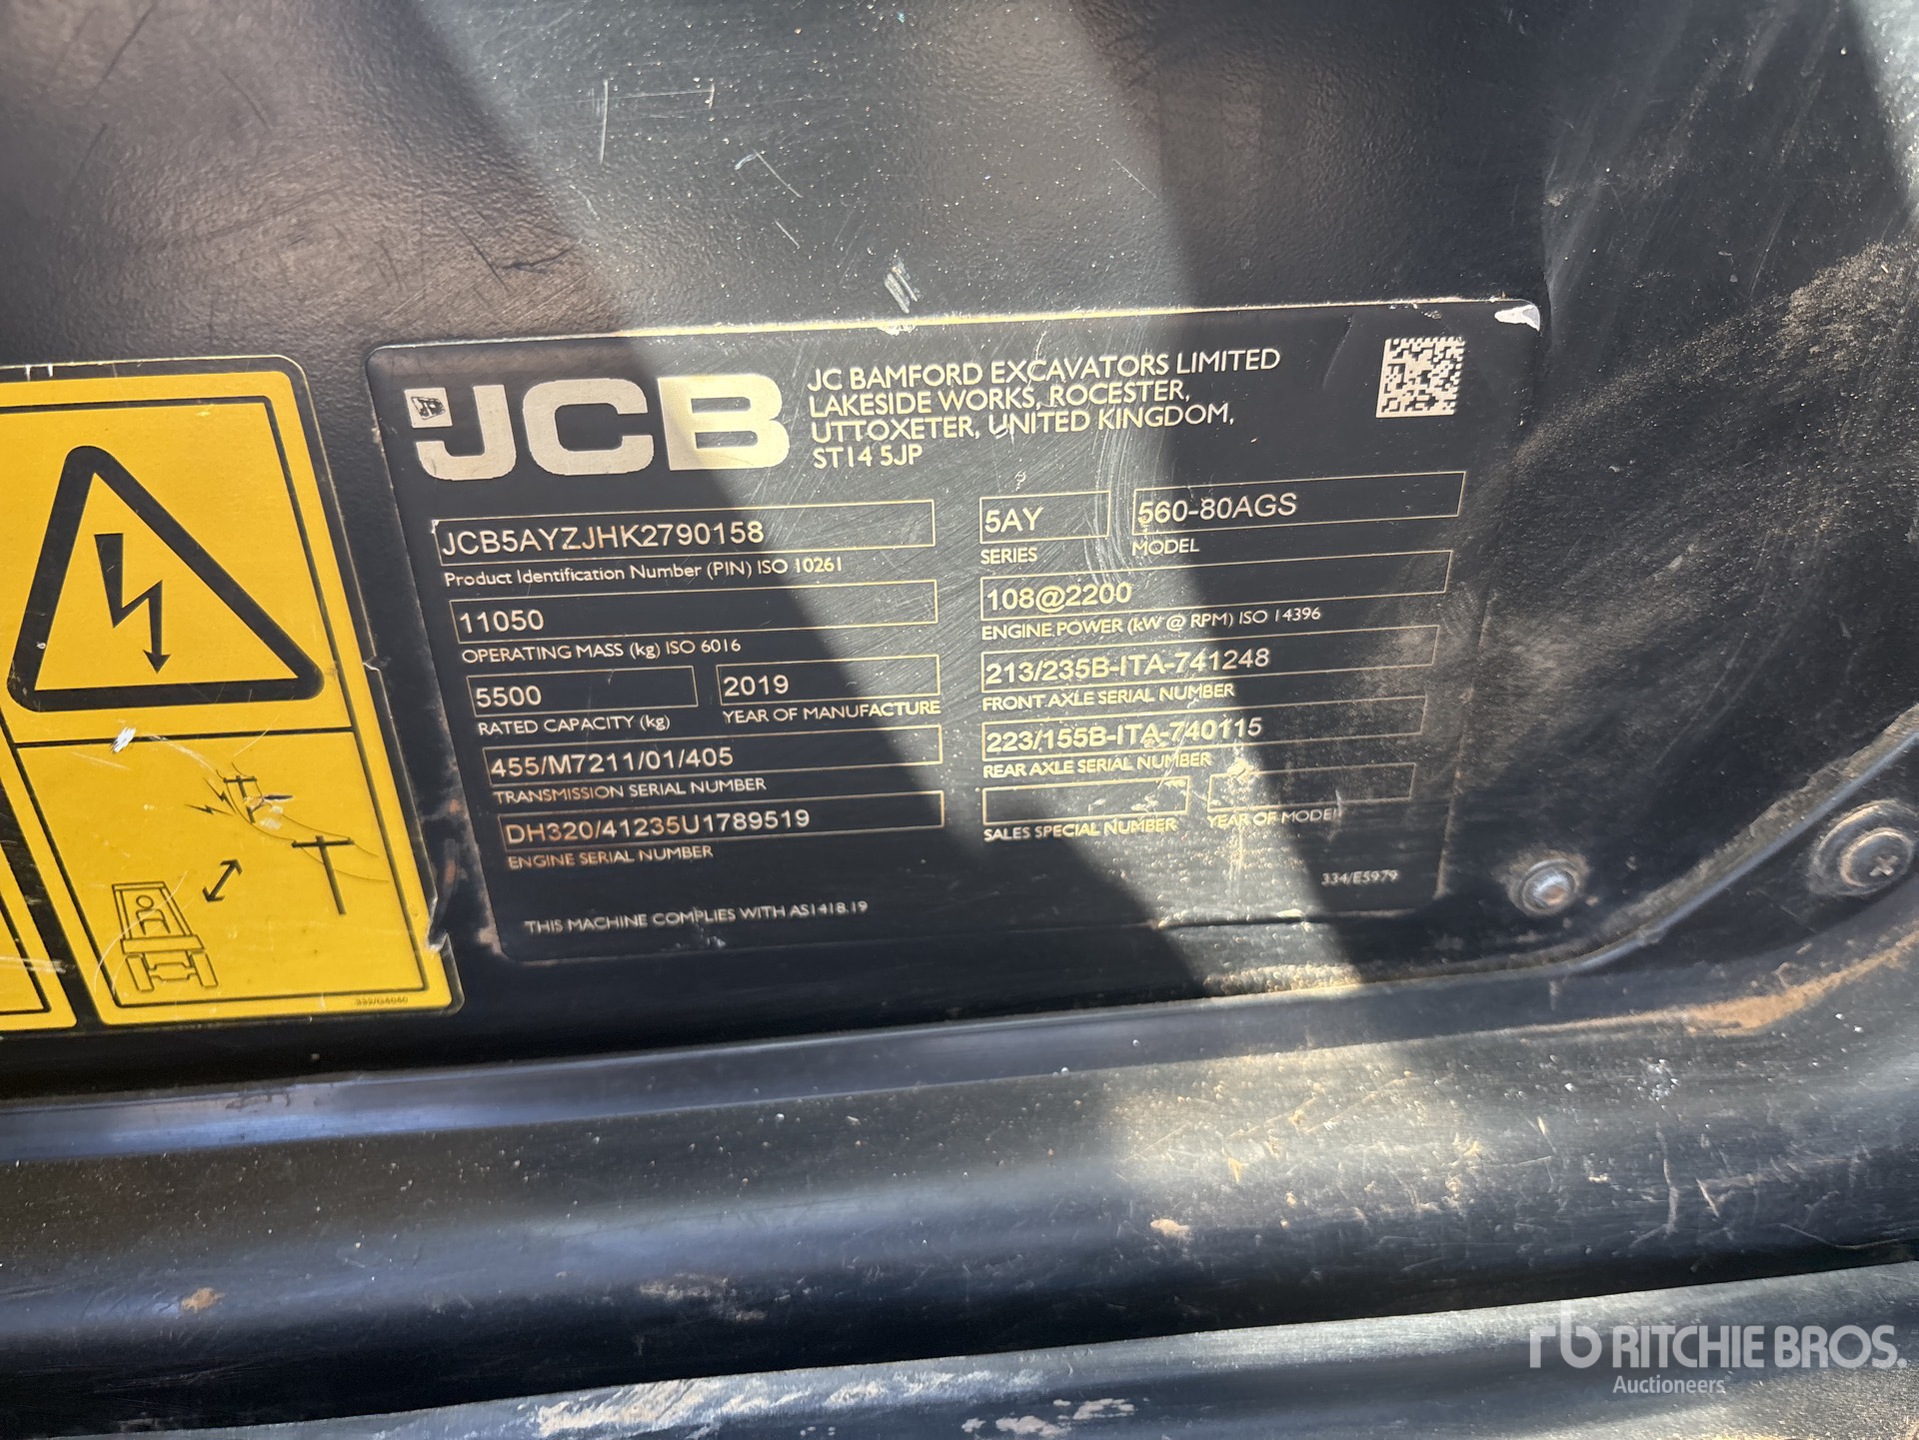 JCB
JC BAMFORD EXCAVATORS LIMITED
LAKESIDE WORKS, ROCESTER,
UTTOXETER, UNITED KINGDOM,
ST14 5JP
JCB5AYZJHK2790158
Product Identification Number (PIN) ISO 10261
5AY
SERIES
560-80AGS
MODEL
11050
OPERATING MASS (kg) ISO 6016
108@2200
ENGINE POWER (kW @ RPM) ISO 14396
5500
RATED CAPACITY (kg)
2019
YEAR OF MANUFACTURE
213/235B-ITA-741248
FRONT AXLE SERIAL NUMBER
455/M7211/01/405
TRANSMISSION SERIAL NUMBER
223/155B-ITA-740115
REAR AXLE SERIAL NUMBER
DH320/41235U1789519
ENGINE SERIAL NUMBER
SALES SPECIAL NUMBER
YEAR OF MODEL
334/E5979
THIS MACHINE COMPLIES WITH AS1418.19
332/G4040
rb RITCHIE BROS.
Auctioneers